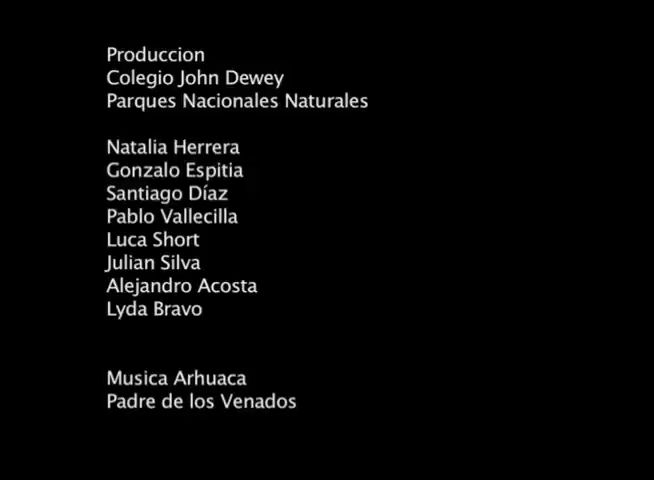 Produccion
Colegio John Dewey
Parques Nacionales Naturales
Natalia Herrera
Gonzalo Espitia
Santiago Díaz
Pablo Vallecilla
Luca Short
Julian Silva
Alejandro Acosta
Lyda Bravo
Musica Arhuaca
Padre de los Venados